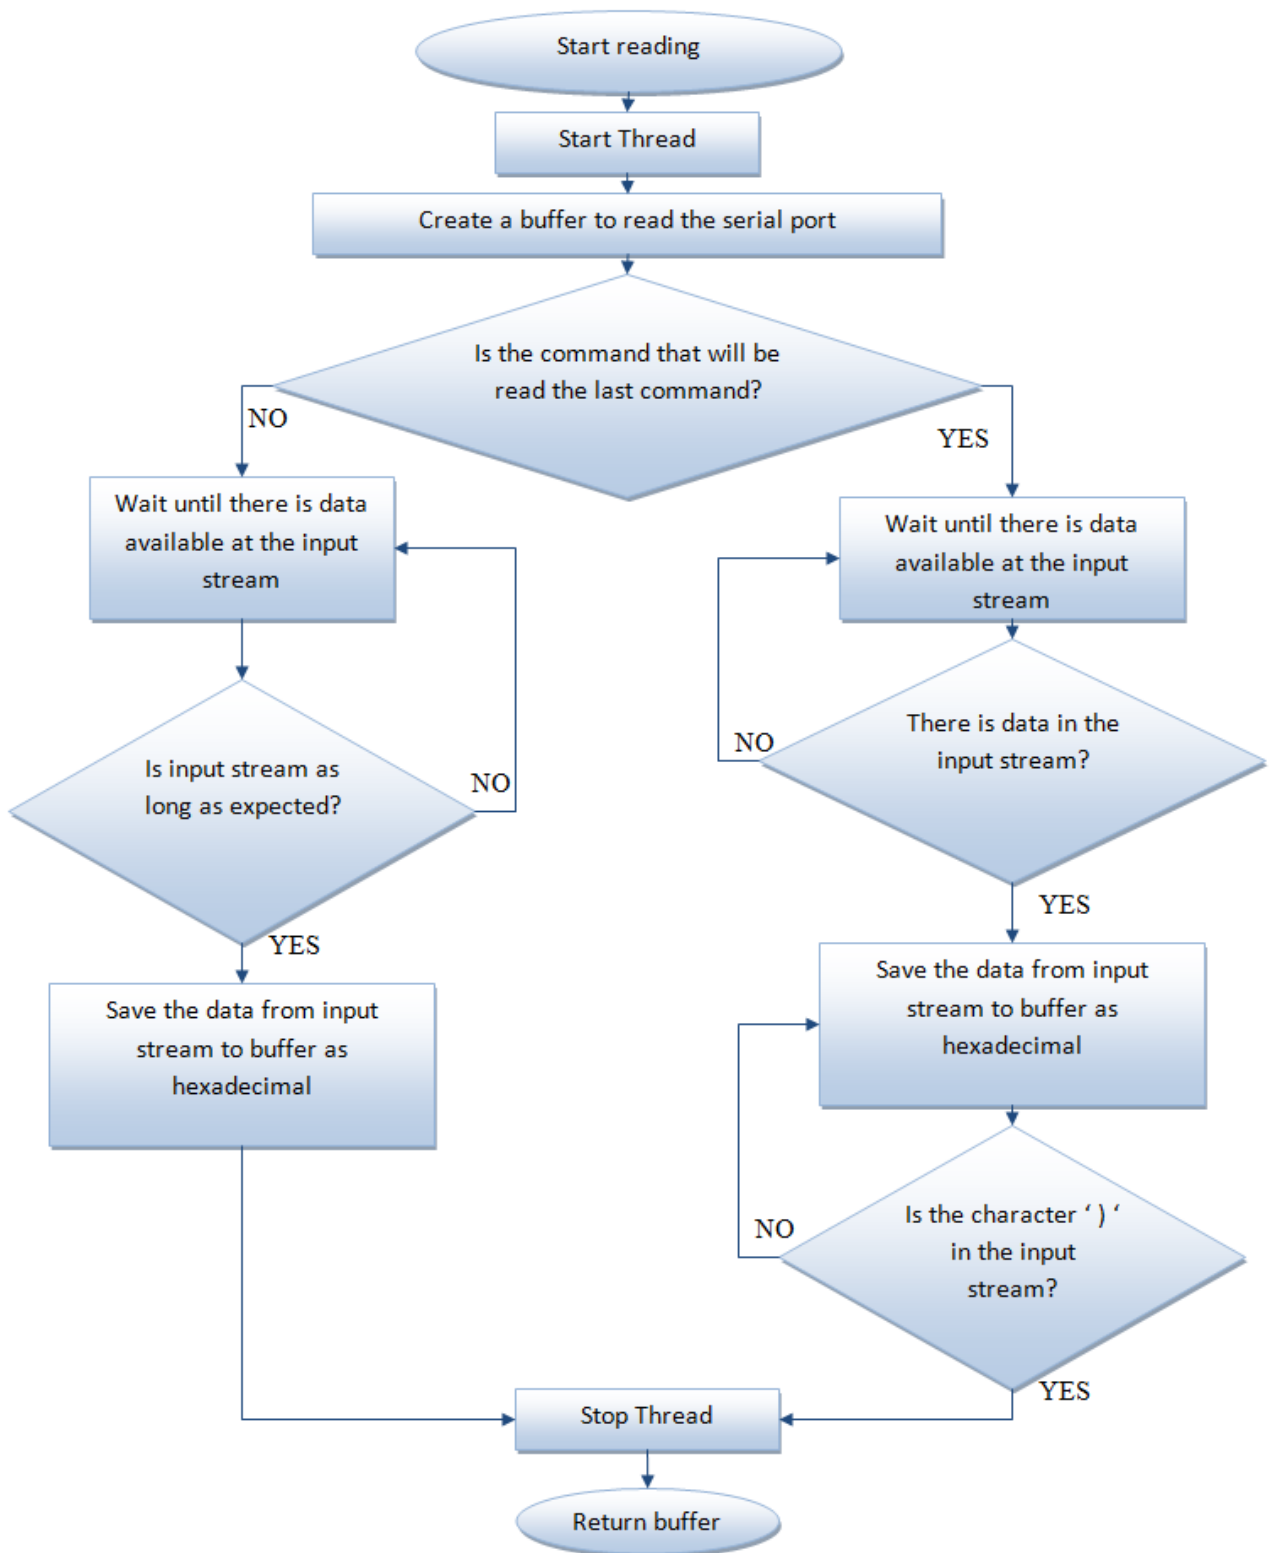 Start reading
Start Thread
Create a buffer to read the serial port
Is the command that will be
read the last command?
NO
YES
Wait until there is data
available at the input
stream
Is input stream as
long as expected?
NO
YES
Save the data from input
stream to buffer as
hexadecimal
Wait until there is data
available at the input
stream
There is data in the
input stream?
NO
YES
Save the data from input
stream to buffer as
hexadecimal
Is the character ‘ ) ‘
in the input
stream?
NO
YES
Stop Thread
Return buffer